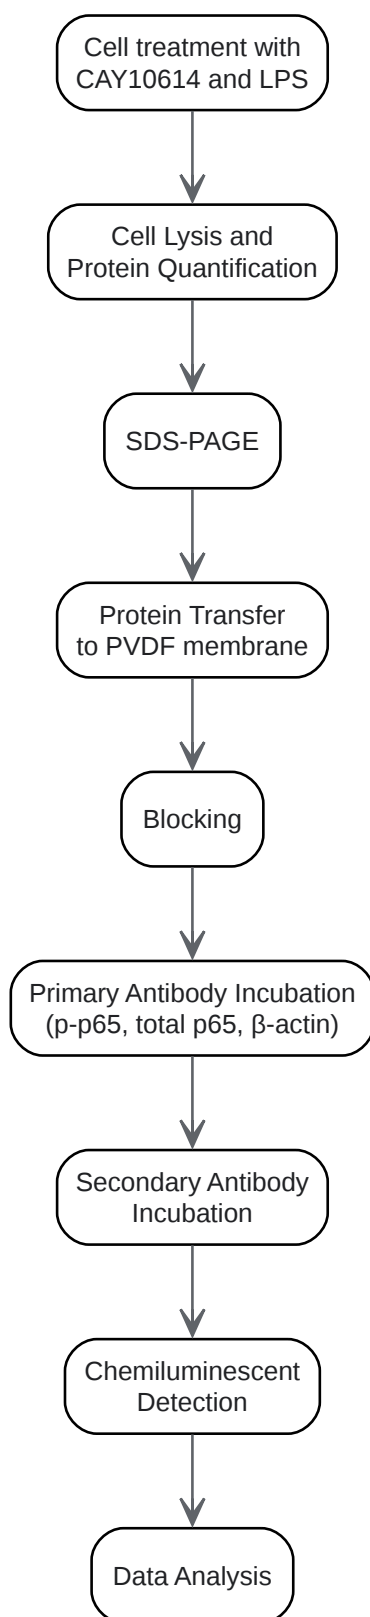 Cell treatment with
CAY10614 and LPS
Cell Lysis and
Protein Quantification
SDS-PAGE
Protein Transfer
to PVDF membrane
Blocking
Primary Antibody Incubation
(p-p65, total p65, β-actin)
Secondary Antibody
Incubation
Chemiluminescent
Detection
Data Analysis